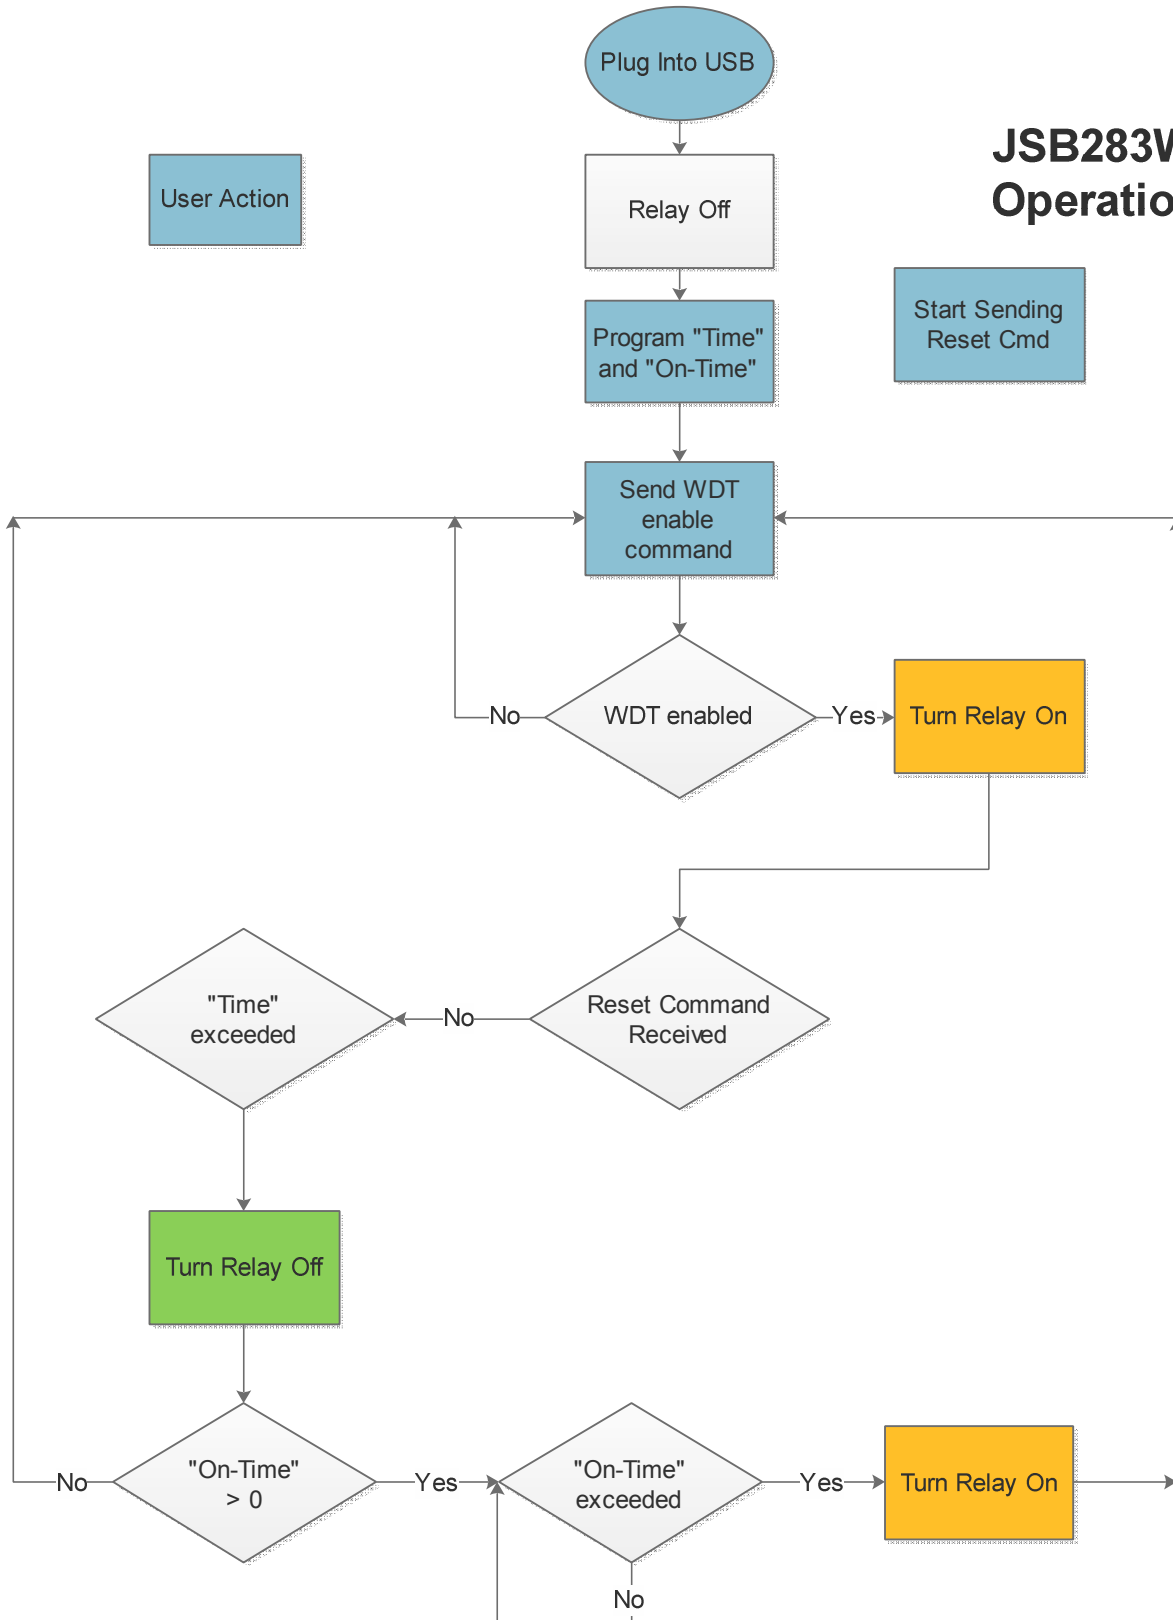 Plug Into USB
JSB283W
Operatio
User Action
Relay Off
Start Sending
Reset Cmd
Program "Time"
and "On-Time"
Send WDT
enable
command
No
WDT enabled
Yes
Turn Relay On
"Time"
exceeded
No
Reset Command
Received
Turn Relay Off
No
"On-Time"
> 0
Yes
"On-Time"
exceeded
Yes
Turn Relay On
No